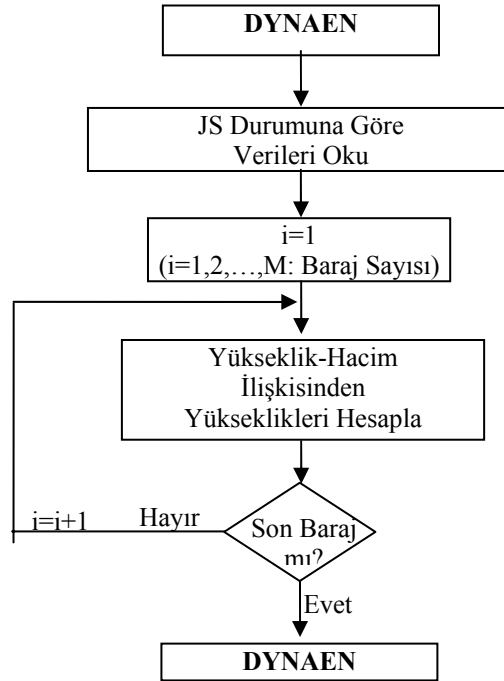 DYNAEN
JS Durumuna Göre
Verileri Oku
i=1
(i=1,2,…,M: Baraj Sayısı)
Yükseklik-Hacim
İlişkisinden
Yükseklikleri Hesapla
i=i+1
Hayır
Son Baraj
mı?
Evet
DYNAEN